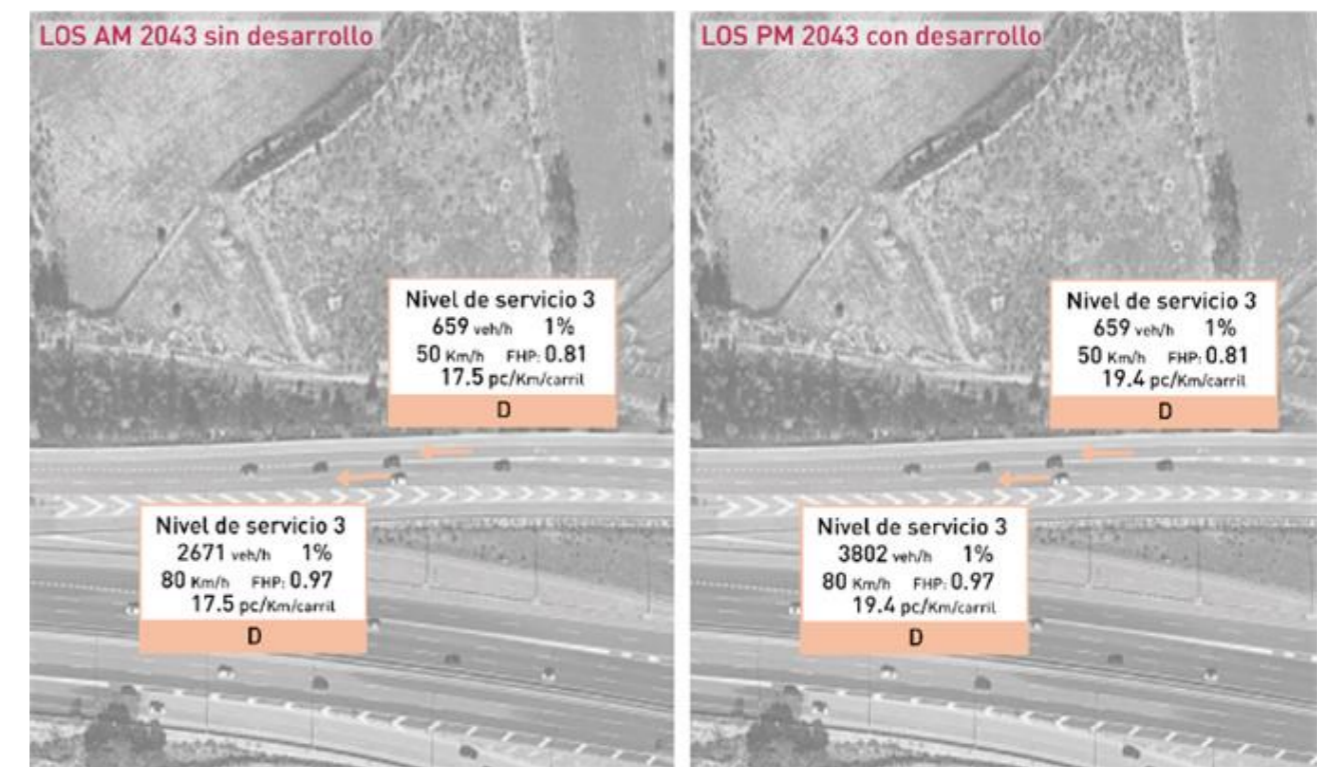 LOS AM 2043 sin desarrollo
Nivel de servicio 3
659 veh/h 1%
50 Km/h FHP: 0.81
17.5 pc/Km/carril
D
Nivel de servicio 3
2671 veh/h 1%
80 Km/h FHP: 0.97
17.5 pc/Km/carril
D
LOS PM 2043 con desarrollo
Nivel de servicio 3
659 veh/h 1%
50 Km/h FHP: 0.81
19.4 pc/Km/carril
D
Nivel de servicio 3
3802 veh/h 1%
80 Km/h FHP: 0.97
19.4 pc/Km/carril
D